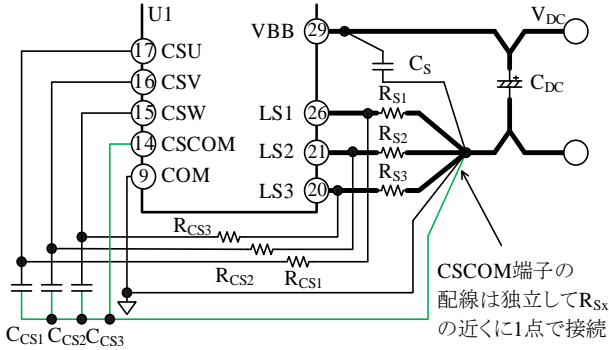 U1
17 CSU
16 CSV
15 CSW
14 CSCOM
9 COM
VBB 29
LS1 26
LS2 21
LS3 20
VDC
CS
CDC
RS1
RS2
RS3
RCS3
RCS2
RCS1
CCS1 CCS2 CCS3
CSCOM端子の
配線は独立してRSx
の近くに1点で接続